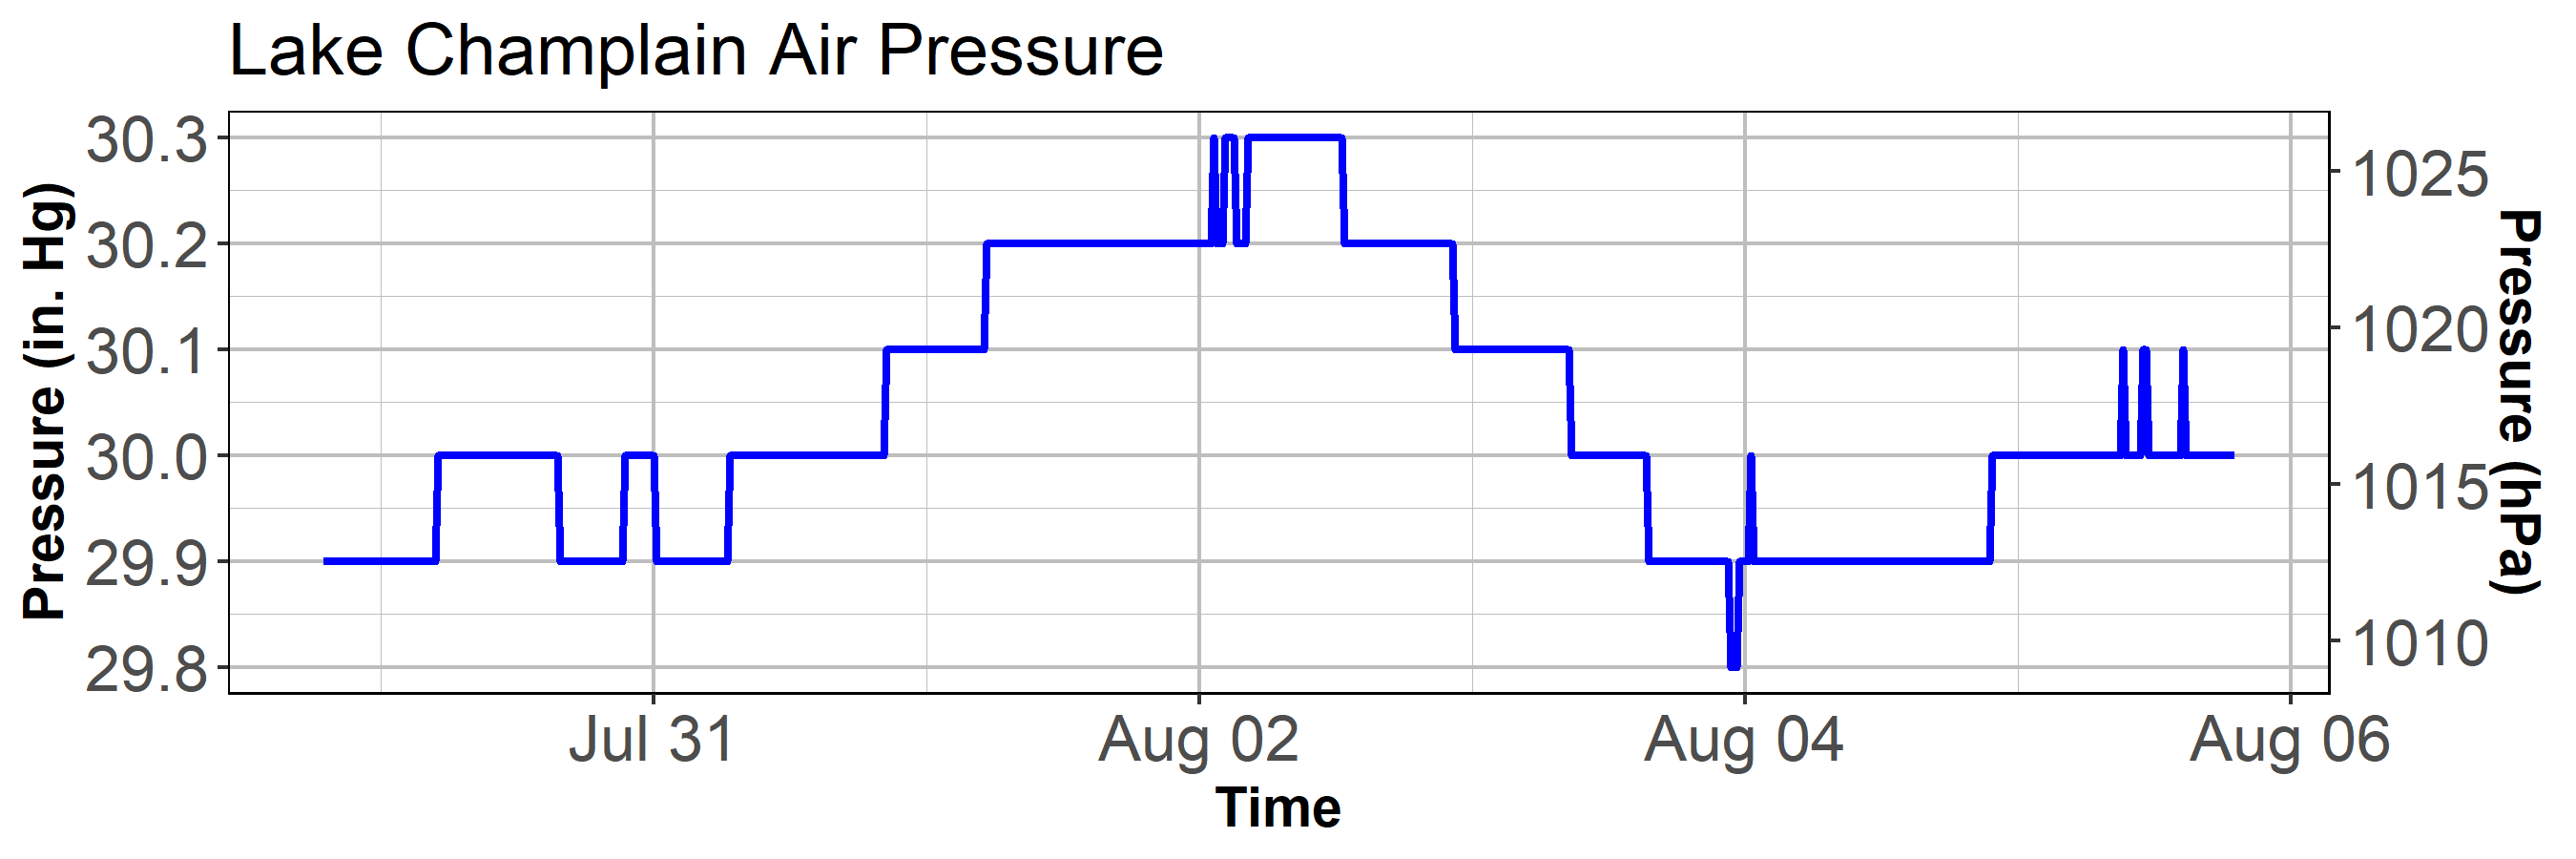 Lake Champlain Air Pressure
Pressure (in. Hg)
30.3
30.2
30.1
30.0
29.9
29.8
1025
1020
1015
1010
Pressure (hPa)
Jul 31 Aug 02 Aug 04 Aug 06
Time